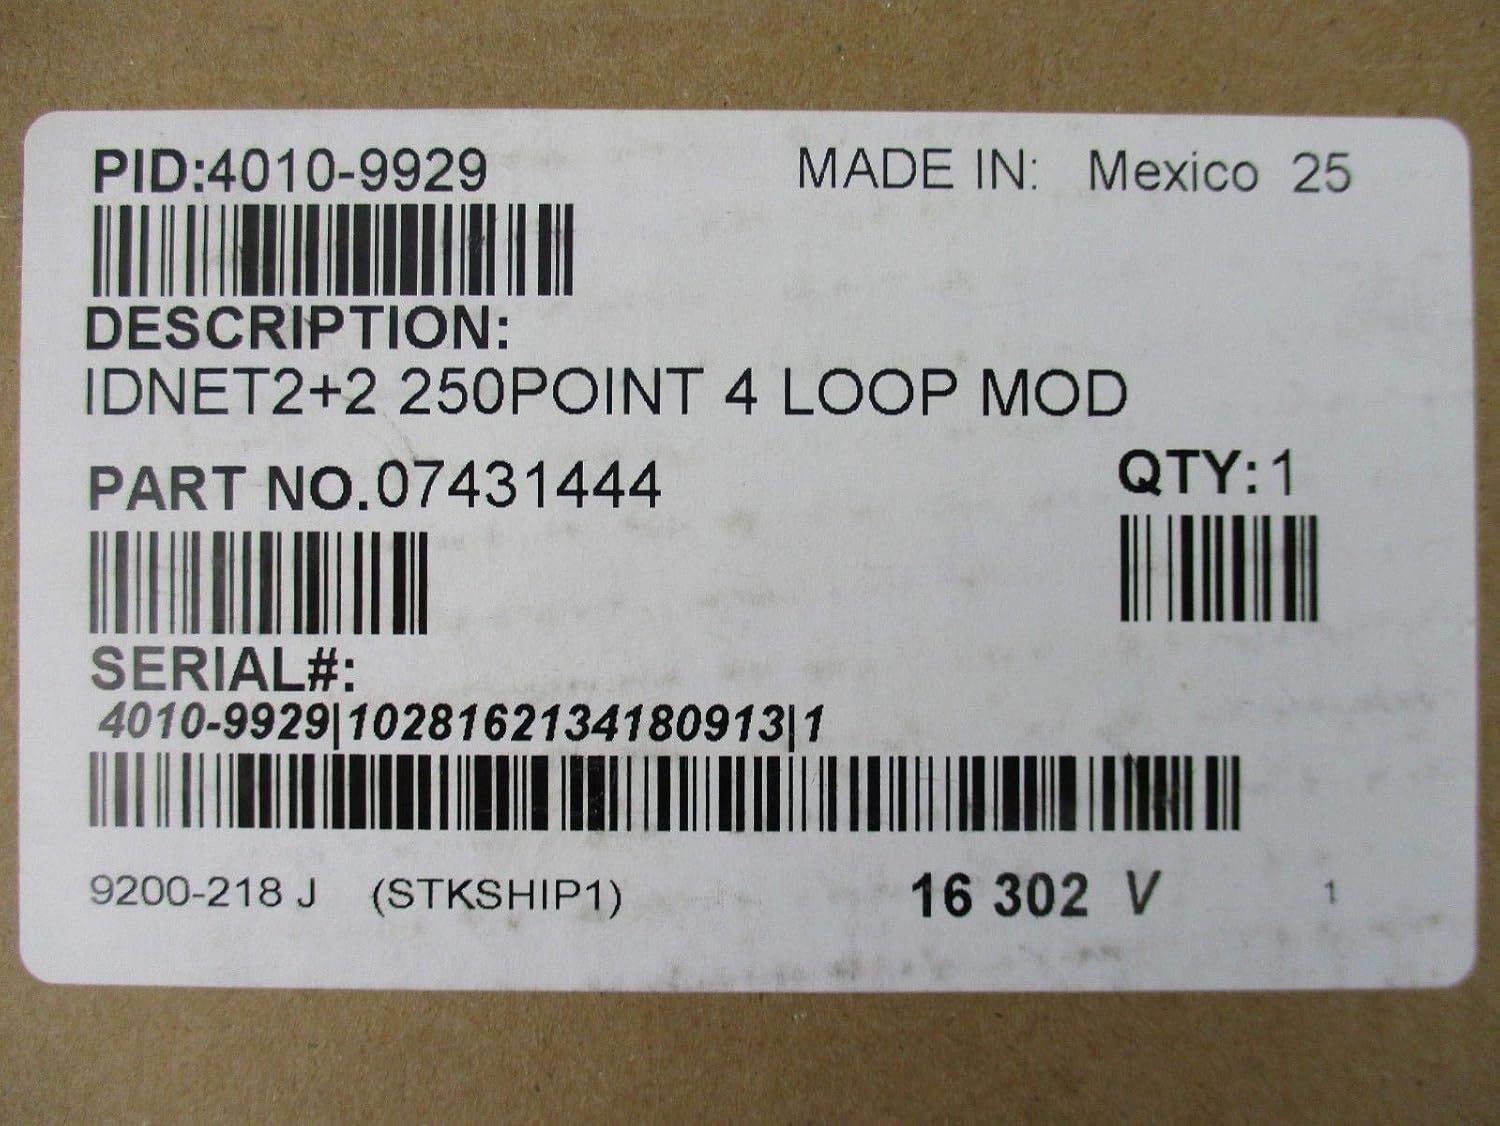 PID:4010-9929 MADE IN: Mexico 25
DESCRIPTION:
IDNET2+2 250POINT 4 LOOP MOD
PART NO.07431444 QTY:1
SERIAL#:
4010-9929|1028162134180913|1
9200-218 J (STKSHIP1) 16 302 V 1